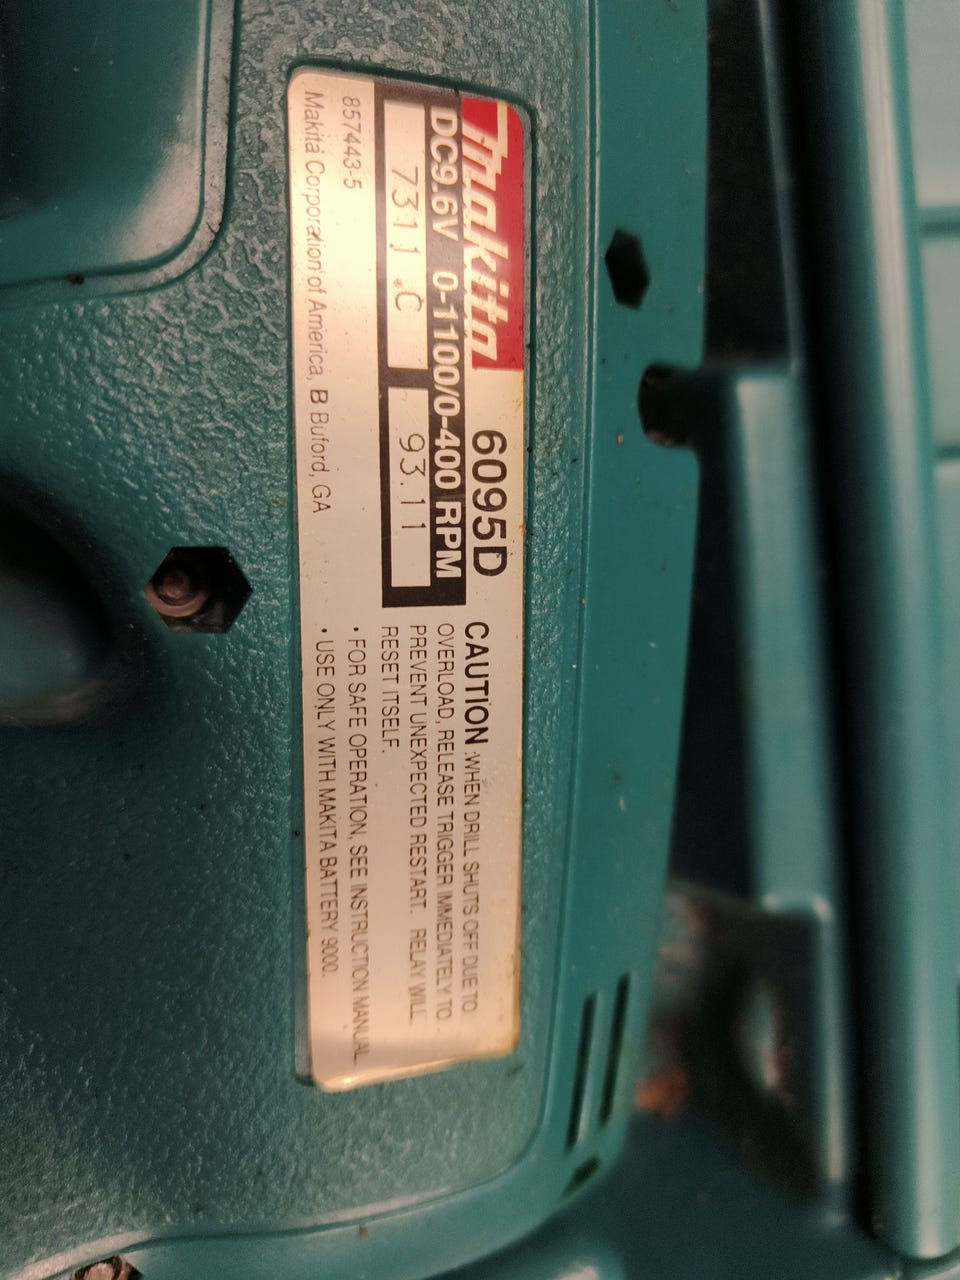 makita 6095D
DC9.6V 0-1100/0-400 RPM
7311.C 93.11
857443-5
Makita Corporation of America, B Buford, GA
CAUTION :WHEN DRILL SHUTS OFF DUE TO
OVERLOAD, RELEASE TRIGGER IMMEDIATELY TO
PREVENT UNEXPECTED RESTART. RELAY WILL
RESET ITSELF.
• FOR SAFE OPERATION, SEE INSTRUCTION MANUAL
• USE ONLY WITH MAKITA BATTERY 9000.